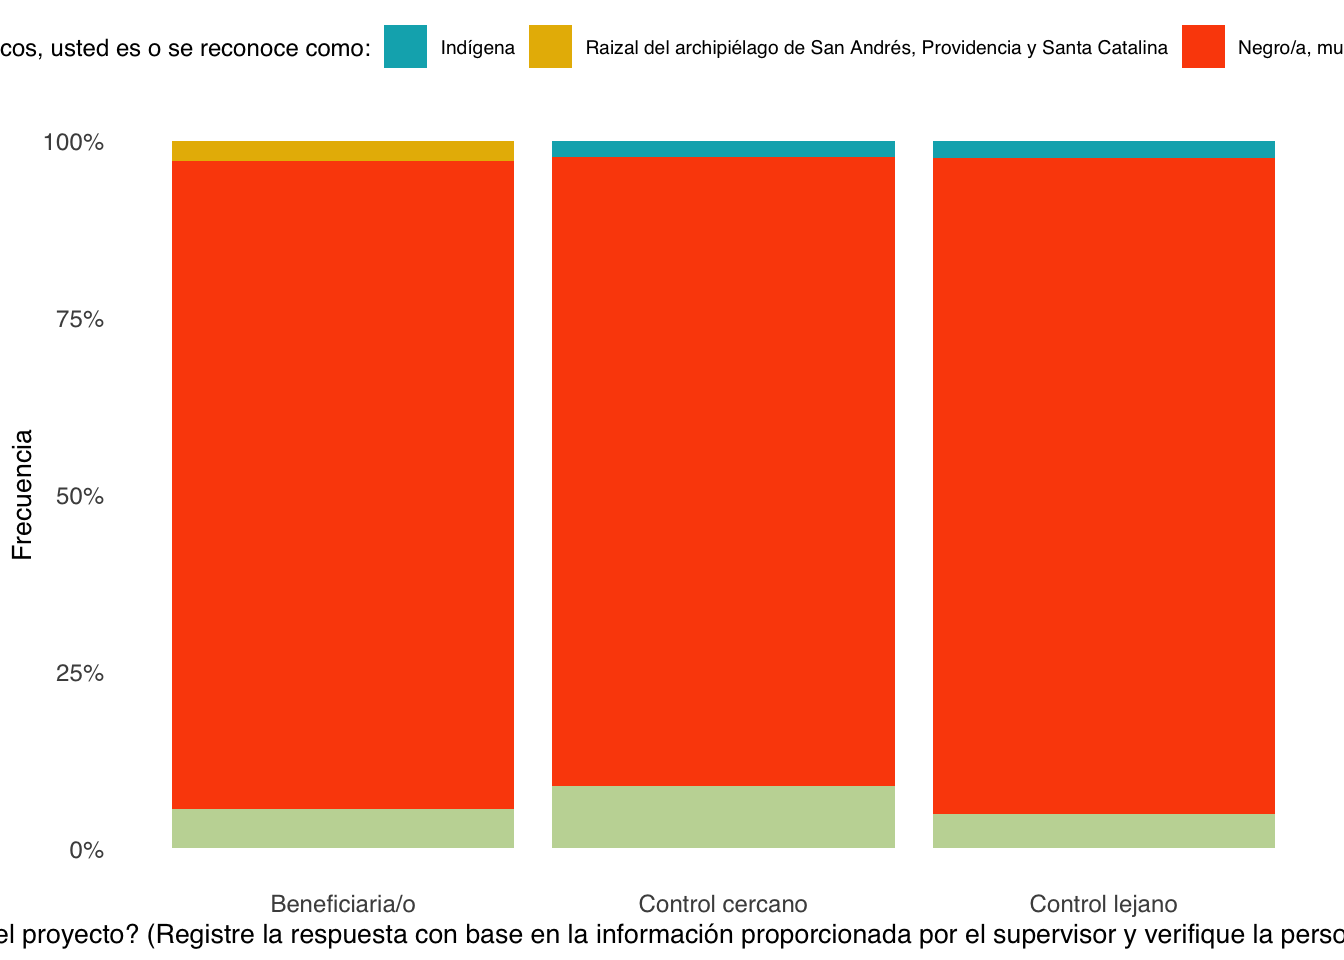 cos, usted es o se reconoce como: Indígena Raizal del archipiélago de San Andrés, Providencia y Santa Catalina Negro/a, mu
100%
75%
50%
25%
0%
Frecuencia
Beneficiaria/o Control cercano Control lejano
el proyecto? (Registre la respuesta con base en la información proporcionada por el supervisor y verifique la perso